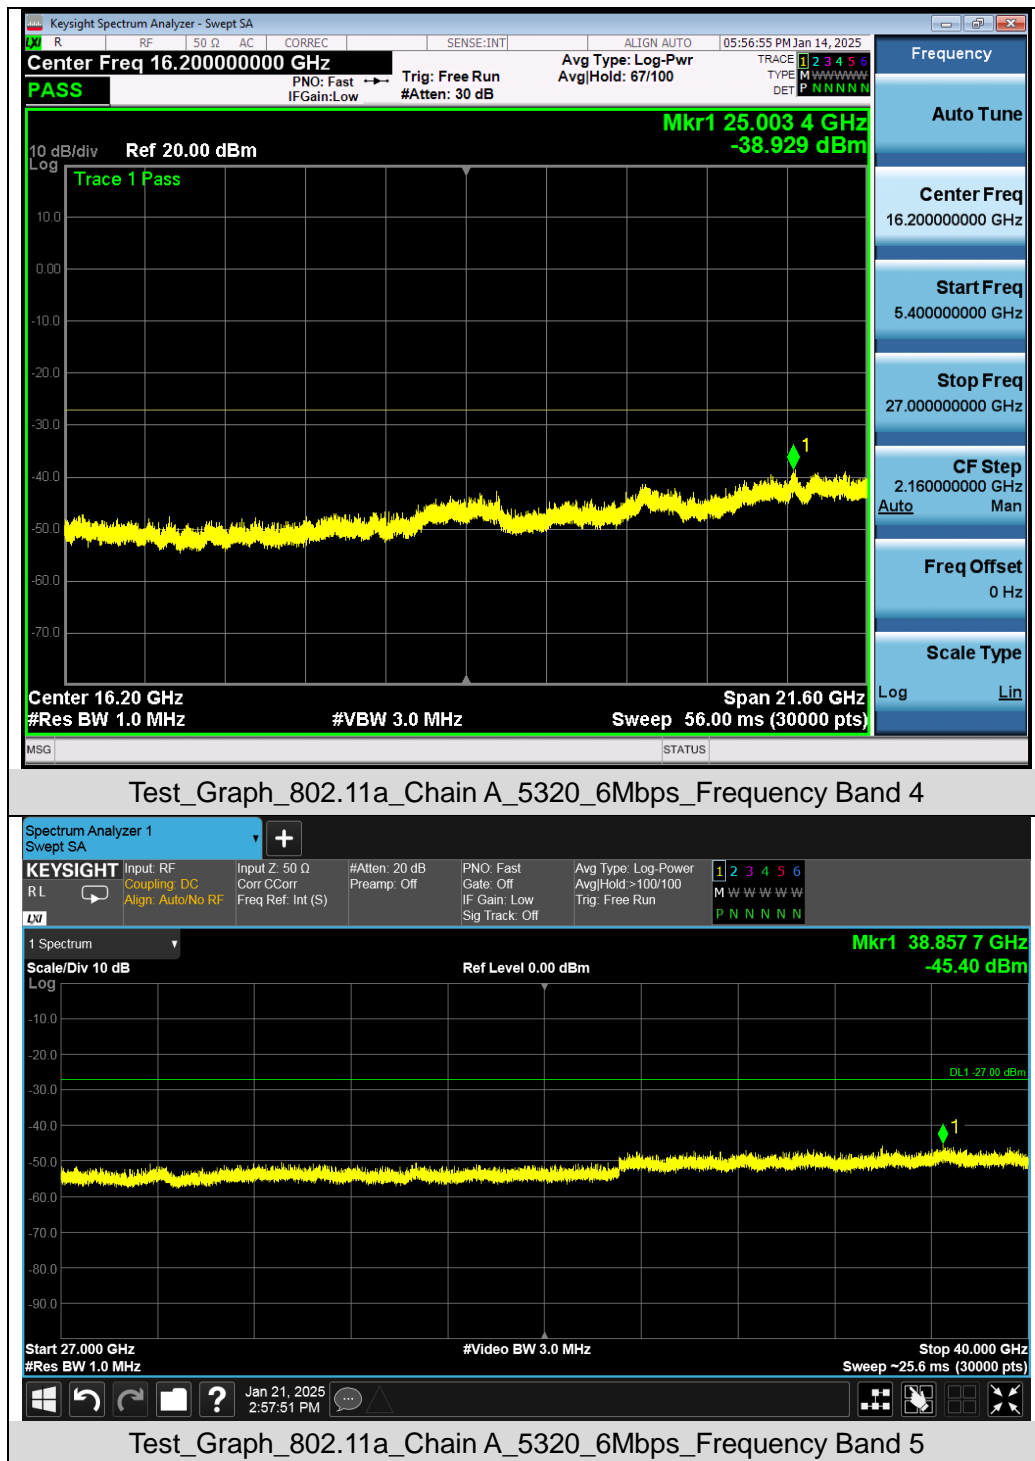 Keysight Spectrum Analyzer - Swept SA
LXI R RF 50 Ω AC CORREC SENSE:INT ALIGN AUTO 05:56:55 PM Jan 14, 2025
Center Freq 16.200000000 GHz
PASS
PNO: Fast
IFGain:Low
Trig: Free Run
#Atten: 30 dB
Avg Type: Log-Pwr
Avg|Hold: 67/100
TRACE 1 2 3 4 5 6
TYPE M WWWWW
DET P N N N N N
Mkr1 25.003 4 GHz
-38.929 dBm
10 dB/div Ref 20.00 dBm
Log
Trace 1 Pass
10.0
0.00
-10.0
-20.0
-30.0
1
-40.0
-50.0
-60.0
-70.0
Center 16.20 GHz Span 21.60 GHz
#Res BW 1.0 MHz #VBW 3.0 MHz Sweep 56.00 ms (30000 pts)
MSG STATUS
Frequency
Auto Tune
Center Freq
16.200000000 GHz
Start Freq
5.400000000 GHz
Stop Freq
27.000000000 GHz
CF Step
2.160000000 GHz
Auto Man
Freq Offset
0 Hz
Scale Type
Log Lin
Test_Graph_802.11a_Chain A_5320_6Mbps_Frequency Band 4
Spectrum Analyzer 1
Swept SA
+
KEYSIGHT
RL
LXI
Input: RF
Coupling: DC
Align: Auto/No RF
Input Z: 50 Ω
Corr CCorr
Freq Ref: Int (S)
#Atten: 20 dB
Preamp: Off
PNO: Fast
Gate: Off
IF Gain: Low
Sig Track: Off
Avg Type: Log-Power
Avg|Hold:>100/100
Trig: Free Run
1 2 3 4 5 6
M W W W W W
P N N N N N
1 Spectrum
Mkr1 38.857 7 GHz
Scale/Div 10 dB Ref Level 0.00 dBm -45.40 dBm
Log
-10.0
-20.0
DL1 -27.00 dBm
-30.0
-40.0
1
-50.0
-60.0
-70.0
-80.0
-90.0
Start 27.000 GHz #Video BW 3.0 MHz Stop 40.000 GHz
#Res BW 1.0 MHz Sweep ~25.6 ms (30000 pts)
?
Jan 21, 2025
2:57:51 PM
Test_Graph_802.11a_Chain A_5320_6Mbps_Frequency Band 5